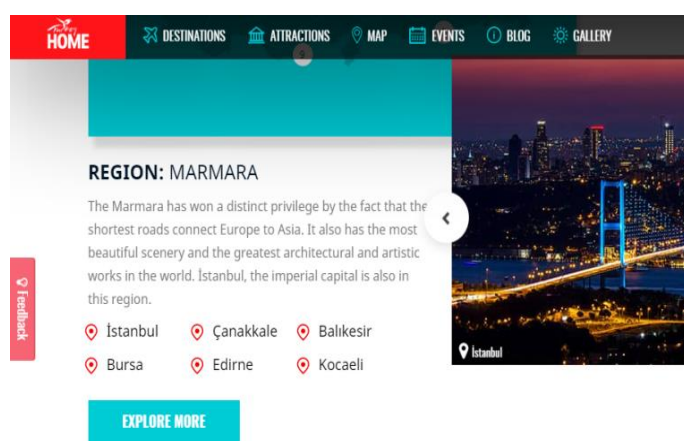 HOME
DESTINATIONS
ATTRACTIONS
MAP
EVENTS
BLOG
GALLERY
REGION: MARMARA
The Marmara has won a distinct privilege by the fact that the
shortest roads connect Europe to Asia. It also has the most
beautiful scenery and the greatest architectural and artistic
works in the world. İstanbul, the imperial capital is also in
this region.
İstanbul
Çanakkale
Balıkesir
Bursa
Edirne
Kocaeli
EXPLORE MORE
Feedback
İstanbul